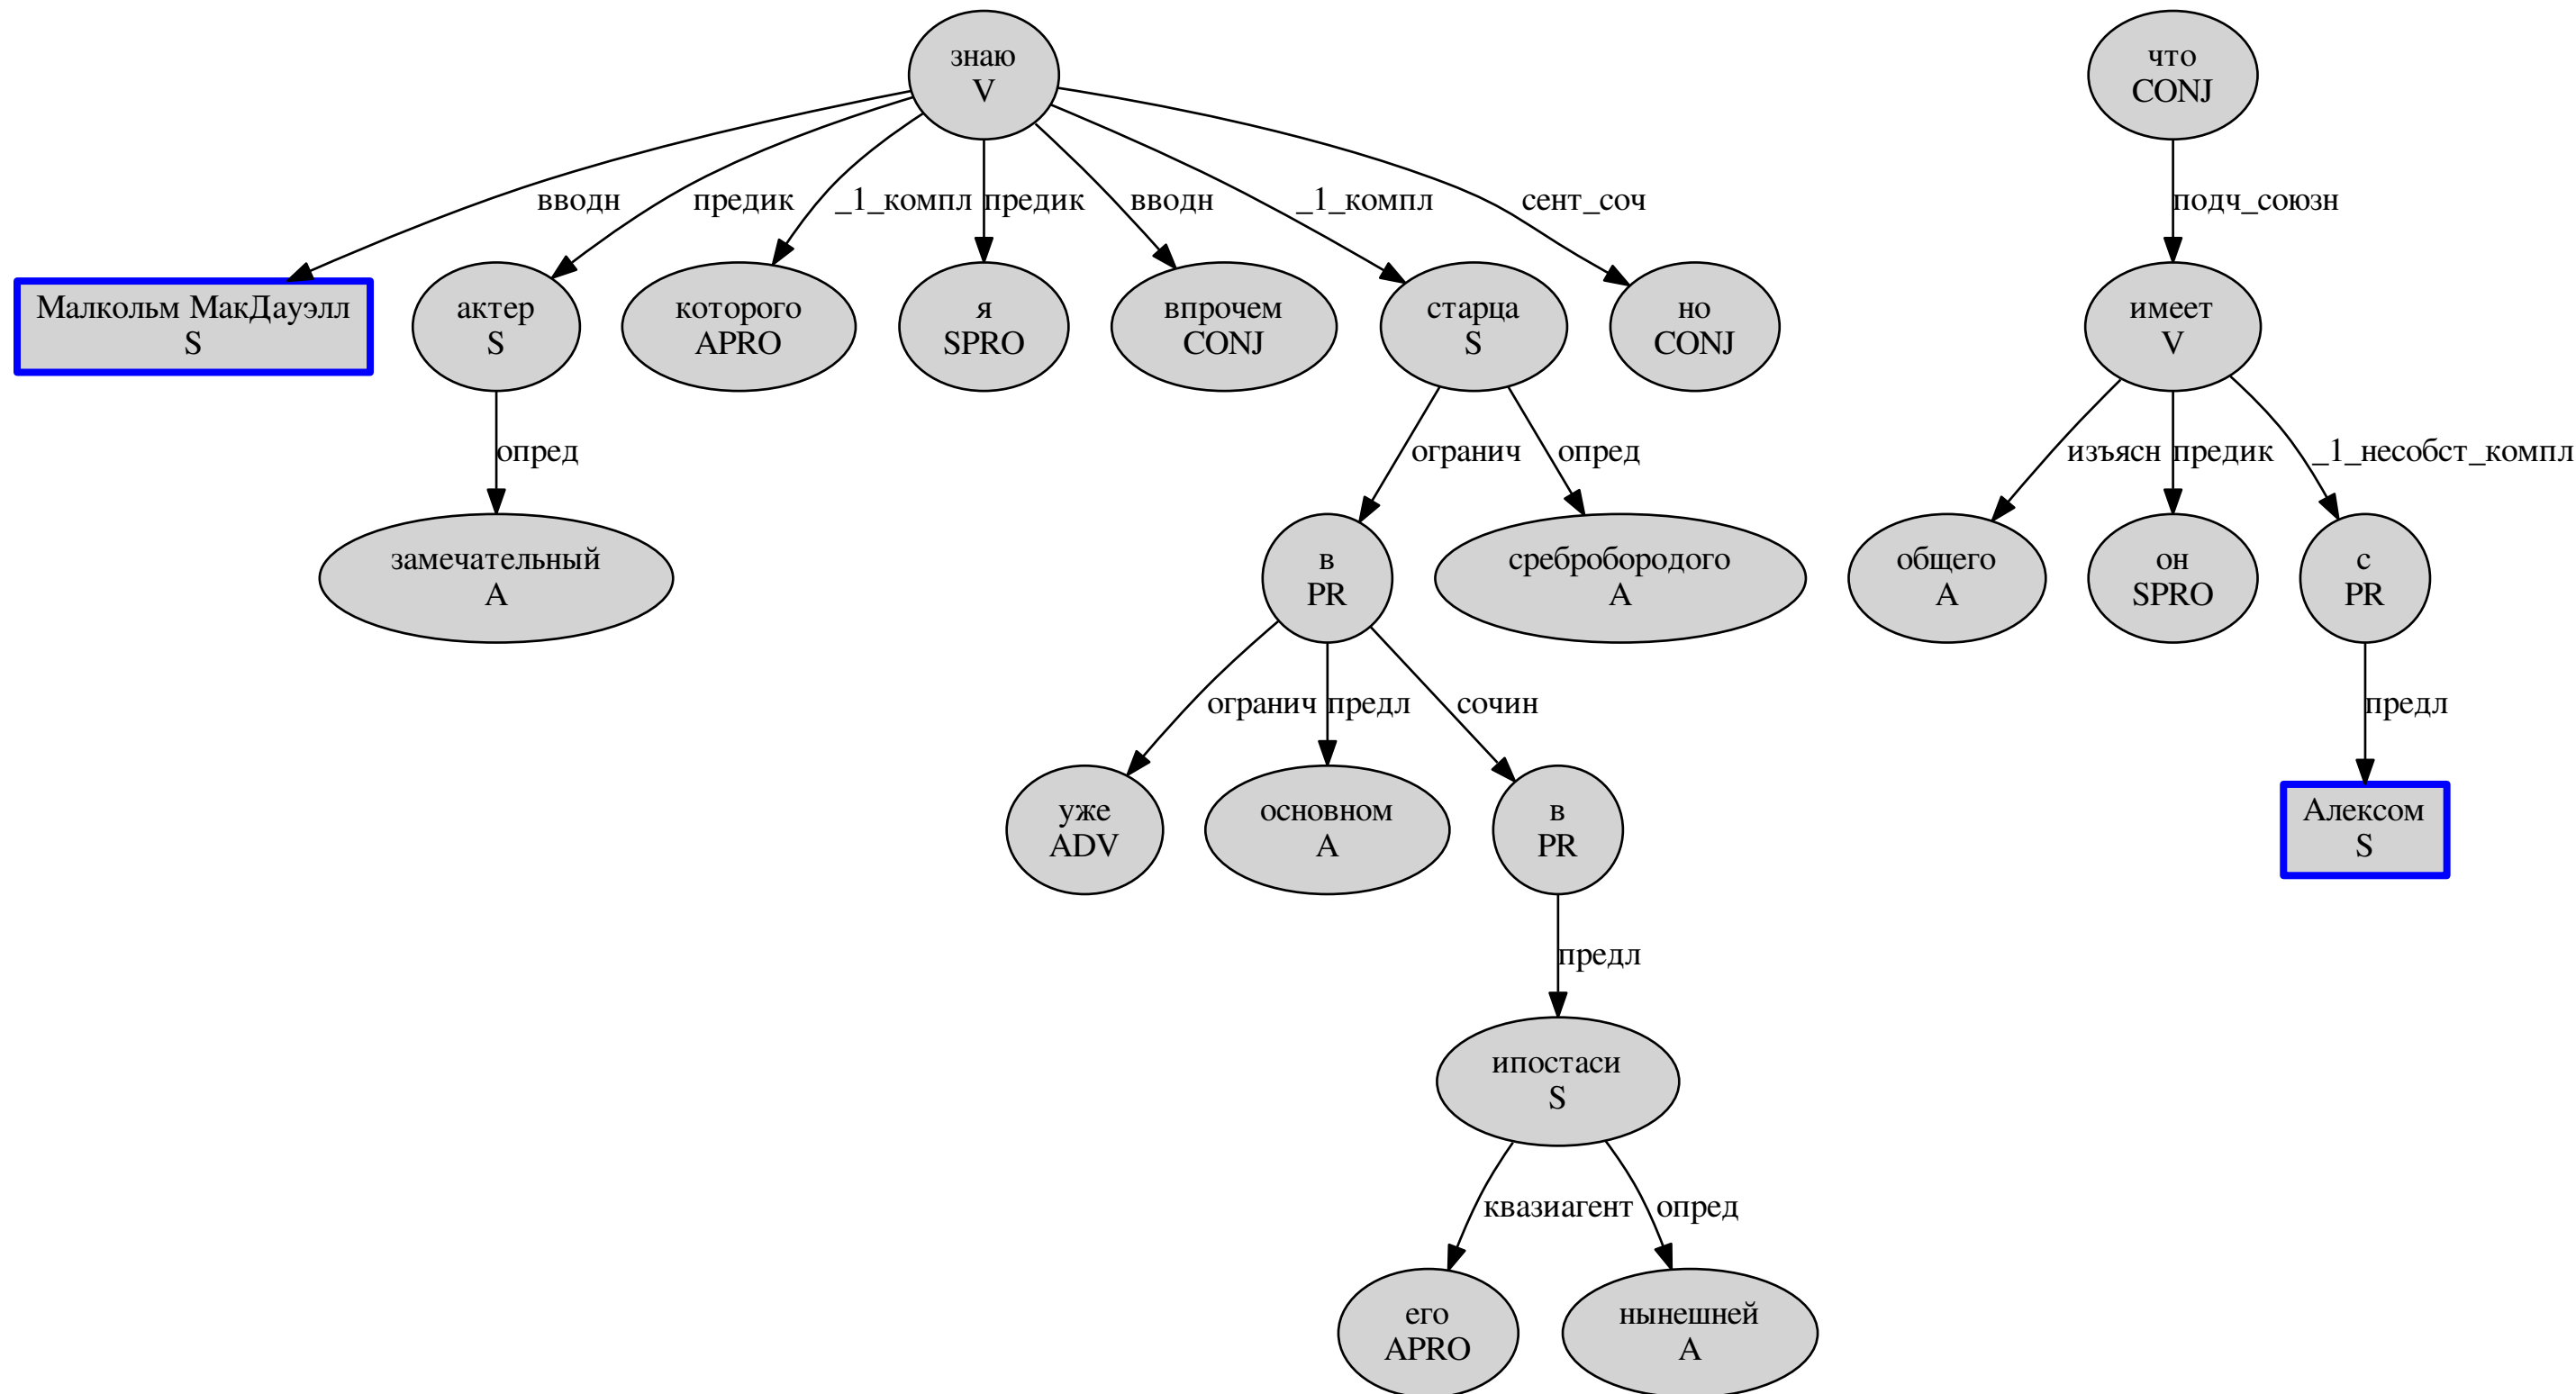 знаю
V
что
CONJ
вводн
предик
_1_компл
предик
вводн
_1_компл
сент_соч
подч_союзн
Малкольм МакДауэлл
S
актер
S
которого
APRO
я
SPRO
впрочем
CONJ
старца
S
но
CONJ
имеет
V
опред
огранич
опред
изъясн
предик
_1_несобст_компл
замечательный
A
в
PR
сребробородого
A
общего
A
он
SPRO
с
PR
огранич
предл
сочин
предл
уже
ADV
основном
A
в
PR
Алексом
S
предл
ипостаси
S
квазиагент
опред
его
APRO
нынешней
A